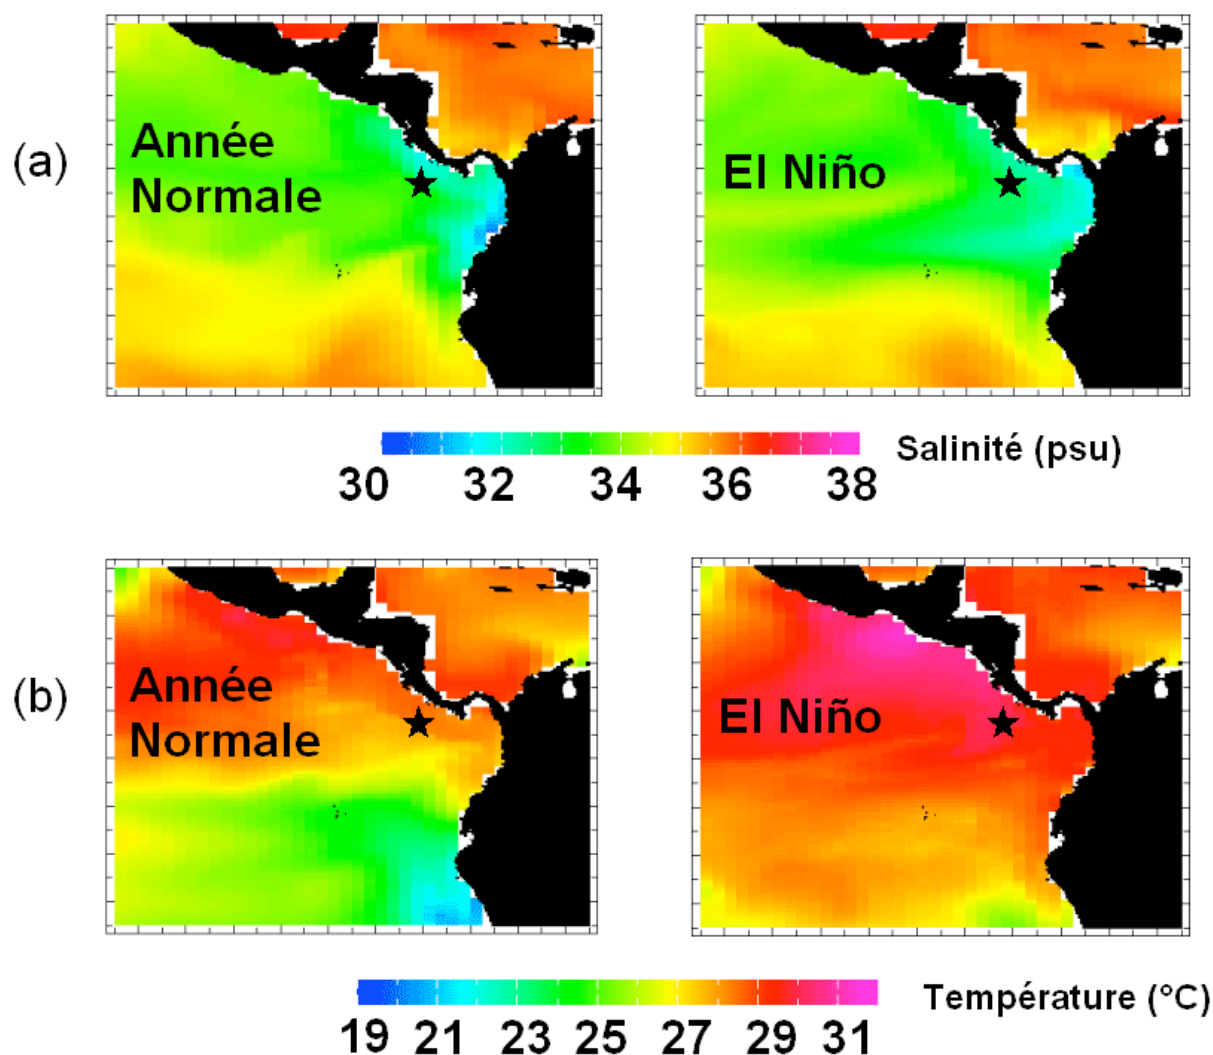 (a)
Année
Normale
El Niño
30 32 34 36 38
Salinité (psu)
(b)
Année
Normale
El Niño
19 21 23 25 27 29 31
Température (°C)